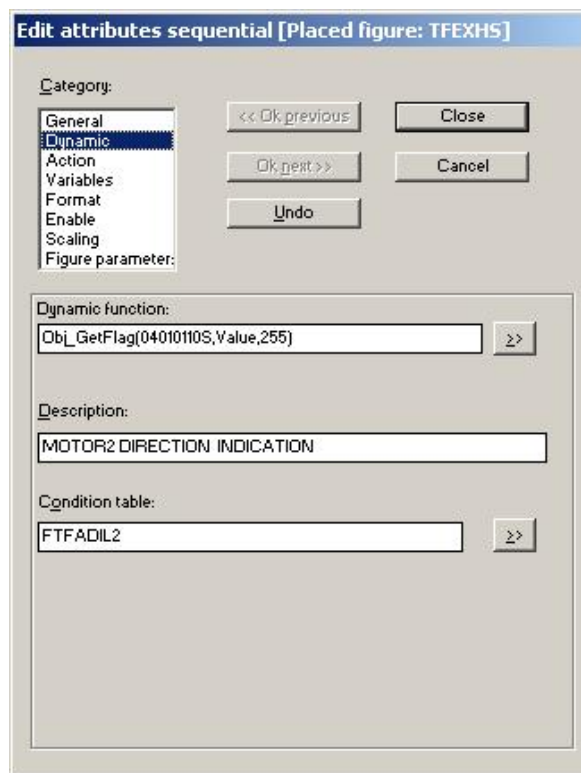 Edit attributes sequential [Placed figure: TFEXHS]
Category:
General
Dynamic
Action
Variables
Format
Enable
Scaling
Figure parameter:
<< Ok previous
Close
Ok next >>
Cancel
Undo
Dynamic function:
Obj_GetFlag(04010110S,Value,255)
>>
Description:
MOTOR2 DIRECTION INDICATION
Condition table:
FTFADIL2
>>